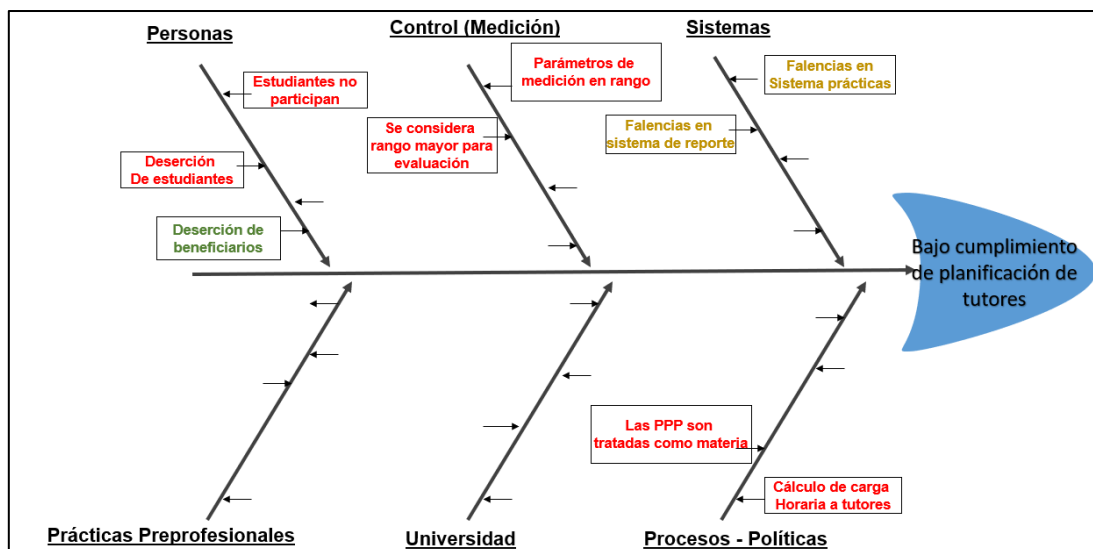 Personas
Control (Medición)
Sistemas
Estudiantes no
participan
Deserción
De estudiantes
Deserción de
beneficiarios
Parámetros de
medición en rango
Se considera
rango mayor para
evaluación
Falencias en
Sistema prácticas
Falencias en
sistema de reporte
Bajo cumplimiento
de planificación de
tutores
Las PPP son
tratadas como materia
Cálculo de carga
Horaria a tutores
Prácticas Preprofesionales
Universidad
Procesos - Políticas